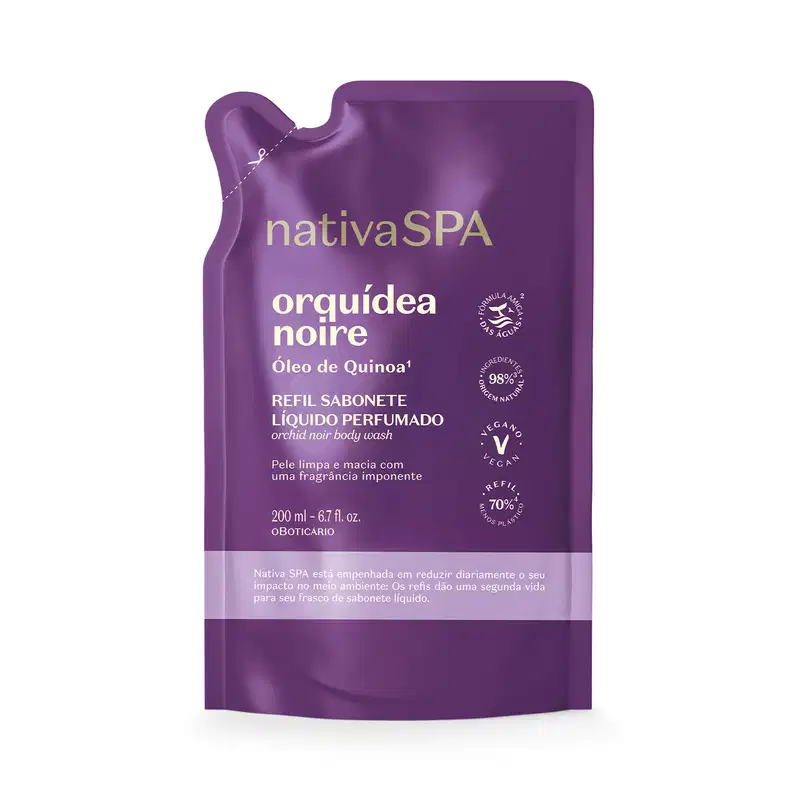 nativaSPA
orquídea
noire
Óleo de Quinoa¹
REFIL SABONETE
LÍQUIDO PERFUMADO
orchid noir body wash
Pele limpa e macia com
uma fragrância imponente
200 ml - 6.7 fl. oz.
oBOTICÁRIO
FÓRMULA AMIGA DAS ÁGUAS²
INGREDIENTES 98%³ ORIGEM NATURAL
VEGANO V VEGAN
REFIL 70%⁴ MENOS PLÁSTICO
Nativa SPA está empenhada em reduzir diariamente o seu
impacto no meio ambiente: Os refis dão uma segunda vida
para seu frasco de sabonete líquido.